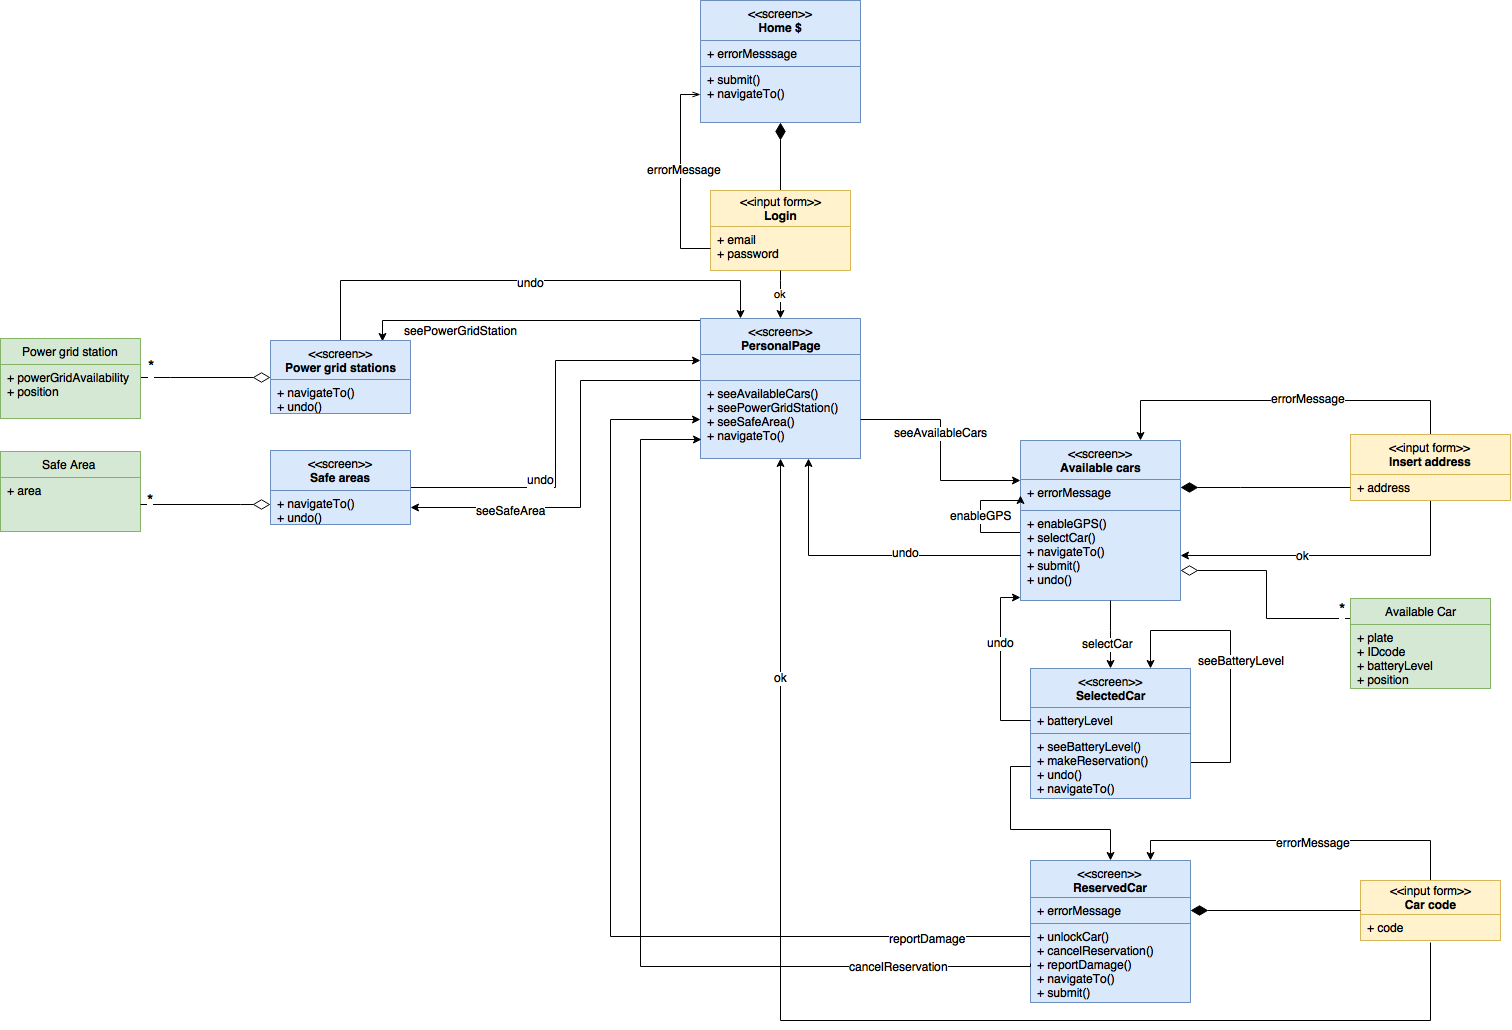 <<screen>>
Home $
+ errorMesssage
+ submit()
+ navigateTo()
errorMessage
<<input form>>
Login
+ email
+ password
ok
undo
seePowerGridStation
Power grid station
+ powerGridAvailability
+ position
*
<<screen>>
Power grid stations
+ navigateTo()
+ undo()
<<screen>>
PersonalPage
+ seeAvailableCars()
+ seePowerGridStation()
+ seeSafeArea()
+ navigateTo()
Safe Area
+ area
*
<<screen>>
Safe areas
+ navigateTo()
+ undo()
undo
seeSafeArea
seeAvailableCars
errorMessage
<<screen>>
Available cars
+ errorMessage
+ enableGPS()
+ selectCar()
+ navigateTo()
+ submit()
+ undo()
enableGPS
undo
<<input form>>
Insert address
+ address
ok
*
Available Car
+ plate
+ IDcode
+ batteryLevel
+ position
undo
selectCar
seeBatteryLevel
<<screen>>
SelectedCar
+ batteryLevel
+ seeBatteryLevel()
+ makeReservation()
+ undo()
+ navigateTo()
ok
errorMessage
<<screen>>
ReservedCar
+ errorMessage
+ unlockCar()
+ cancelReservation()
+ reportDamage()
+ navigateTo()
+ submit()
<<input form>>
Car code
+ code
reportDamage
cancelReservation